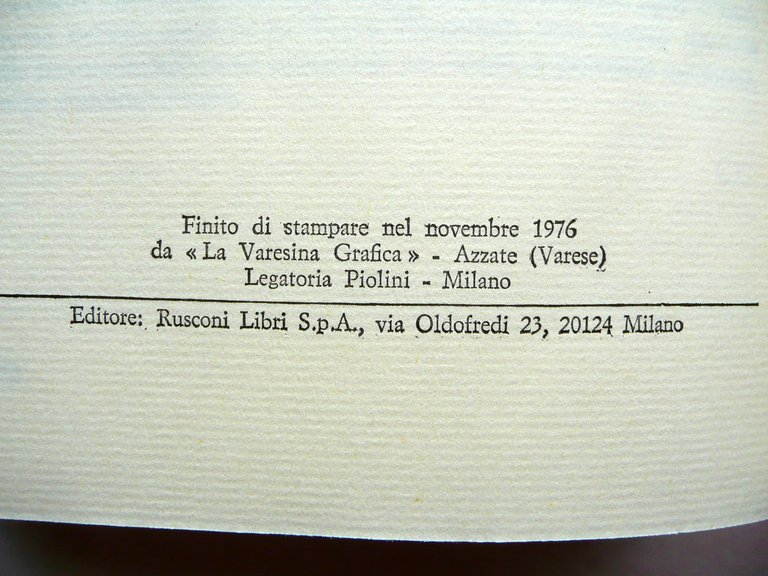 Finito di stampare nel novembre 1976
da « La Varesina Grafica » - Azzate (Varese)
Legatoria Piolini - Milano
Editore: Rusconi Libri S.p.A., via Oldofredi 23, 20124 Milano